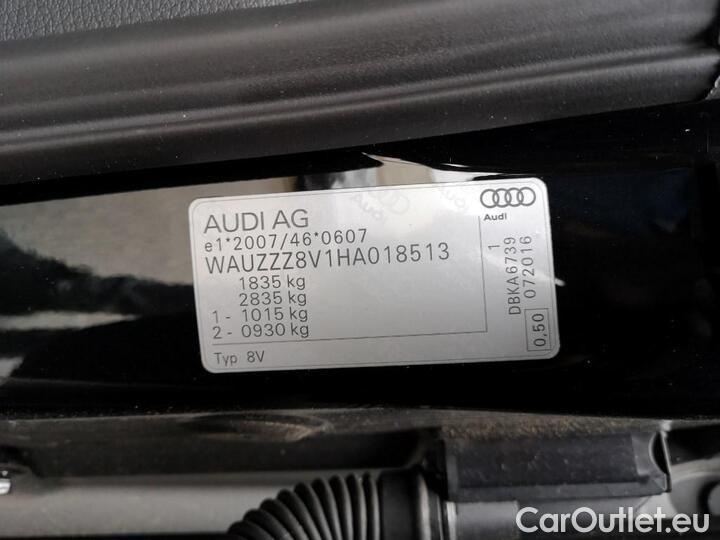 AUDI AG
Audi
e1*2007/46*0607
WAUZZZ8V1HA018513
1835 kg
2835 kg
1 - 1015 kg
2 - 0930 kg
Typ 8V
DBKA6739 1
072016
0,50
CarOutlet.eu